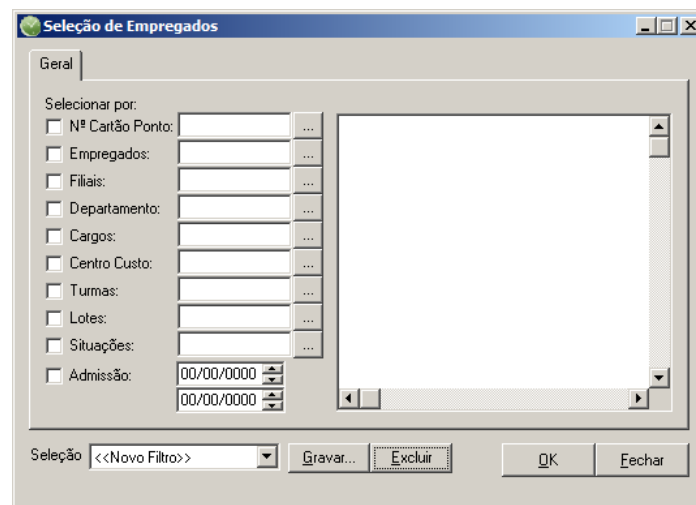 Seleção de Empregados
Geral
Selecionar por:
Nº Cartão Ponto: ...
Empregados: ...
Filiais: ...
Departamento: ...
Cargos: ...
Centro Custo: ...
Turmas: ...
Lotes: ...
Situações: ...
Admissão: 00/00/0000
00/00/0000
Seleção <<Novo Filtro>> Gravar... Excluir OK Fechar